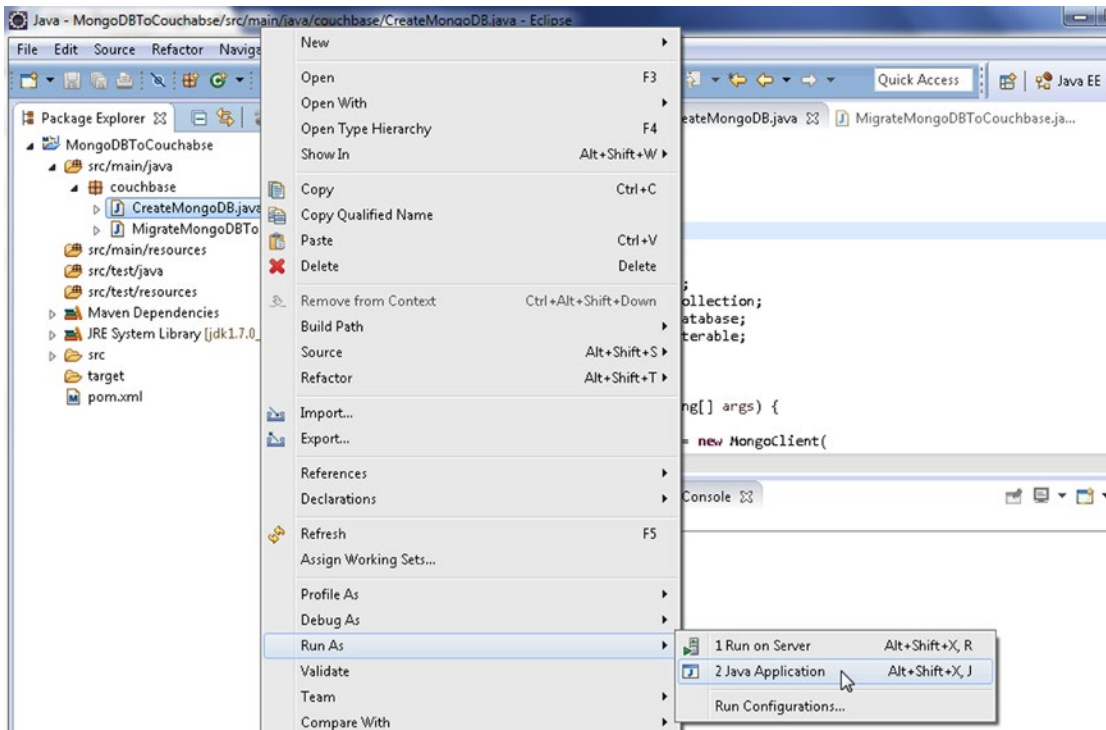 Java - MongoDBToCouchabse/src/main/java/couchbase/CreateMongoDB.java - Eclipse
File Edit Source Refactor
Quick Access
Java EE
Package Explorer
MongoDBToCouchabse
src/main/java
couchbase
CreateMongoDB.java
MigrateMongoDBTo
src/main/resources
src/test/java
src/test/resources
Maven Dependencies
JRE System Library [jdk1.7.0_
src
target
pom.xml
New
Open F3
Open With
Open Type Hierarchy F4
Show In Alt+Shift+W
Copy Ctrl+C
Copy Qualified Name
Paste Ctrl+V
Delete Delete
Remove from Context Ctrl+Alt+Shift+Down
Build Path
Source Alt+Shift+S
Refactor Alt+Shift+T
Import...
Export...
References
Declarations
Refresh F5
Assign Working Sets...
Profile As
Debug As
Run As
Validate
Team
Compare With
1 Run on Server Alt+Shift+X, R
2 Java Application Alt+Shift+X, J
Run Configurations...
eateMongoDB.java MigrateMongoDBToCouchbase.ja...
;
ollection;
atabase;
terable;
ng[] args) {
= new MongoClient(
Console